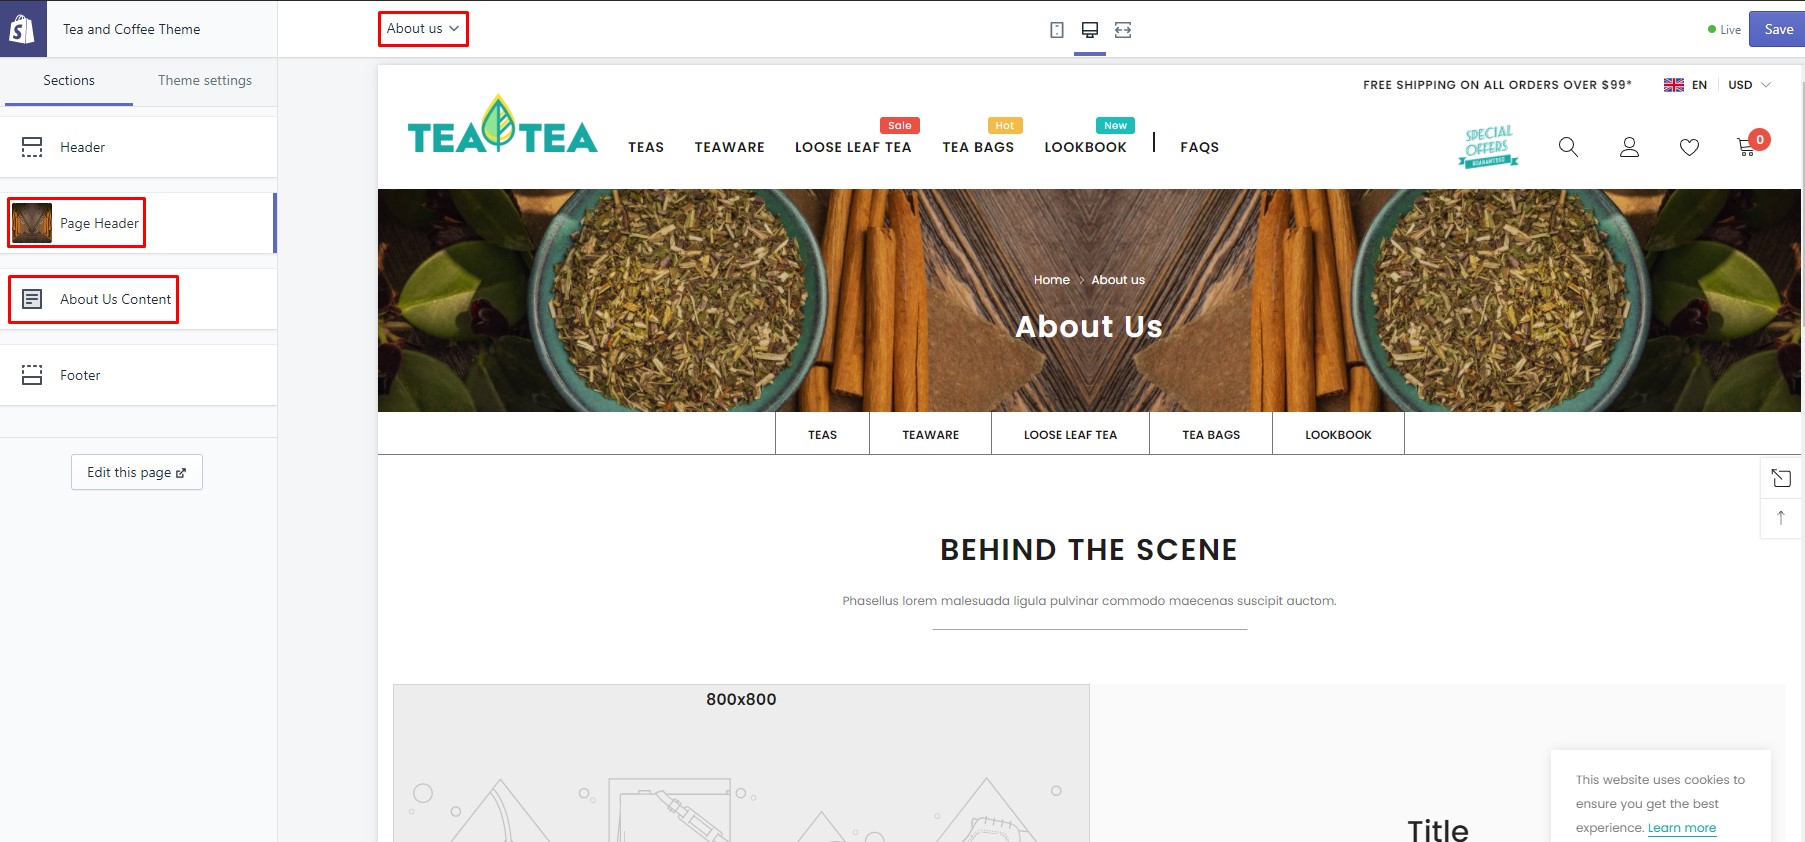 Tea and Coffee Theme
About us
Live
Save
Sections
Theme settings
Header
Page Header
About Us Content
Footer
Edit this page
FREE SHIPPING ON ALL ORDERS OVER $99*
EN
USD
TEA TEA
TEAS
TEAWARE
LOOSE LEAF TEA
Sale
TEA BAGS
Hot
LOOKBOOK
New
FAQS
SPECIAL
OFFERS
GUARANTEE
0
Home > About us
About Us
TEAS
TEAWARE
LOOSE LEAF TEA
TEA BAGS
LOOKBOOK
BEHIND THE SCENE
Phasellus lorem malesuada ligula pulvinar commodo maecenas suscipit auctom.
800x800
Title
This website uses cookies to
ensure you get the best
experience. Learn more